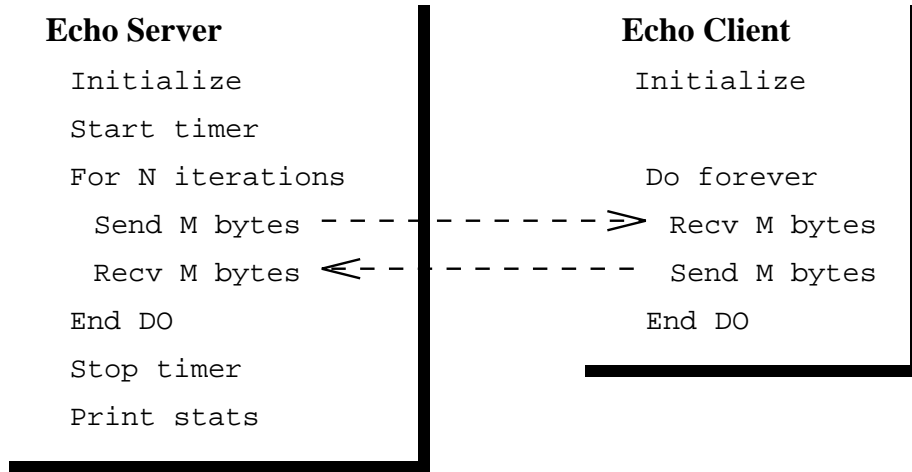 Echo Server
Initialize
Start timer
For N iterations
Send M bytes
Recv M bytes
End DO
Stop timer
Print stats
Echo Client
Initialize
Do forever
Recv M bytes
Send M bytes
End DO